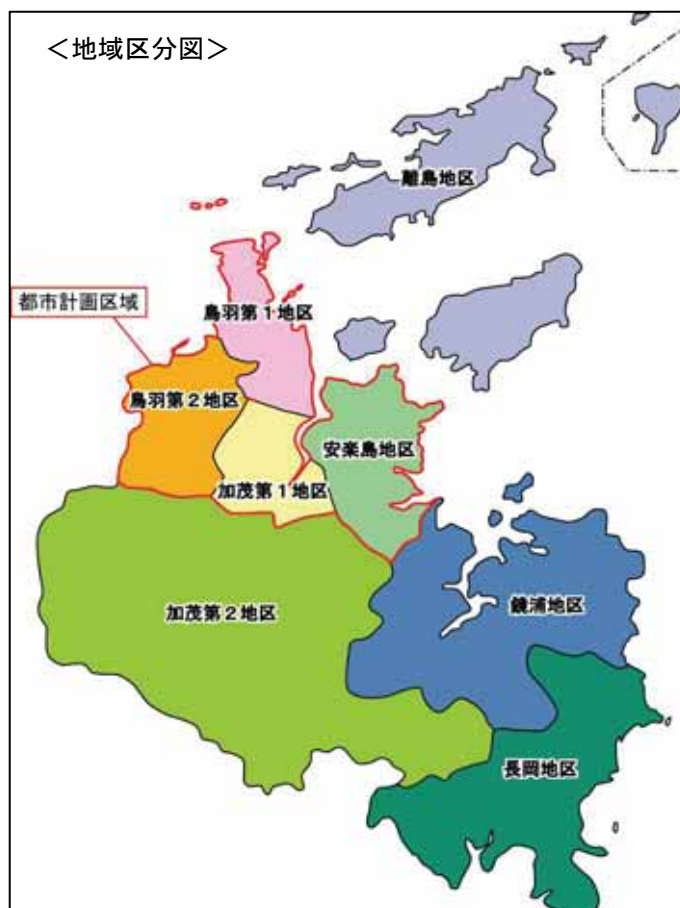 ＜地域区分図＞
離島地区
都市計画区域
鳥羽第１地区
鳥羽第２地区
安楽島地区
加茂第１地区
加茂第２地区
鏡浦地区
長岡地区